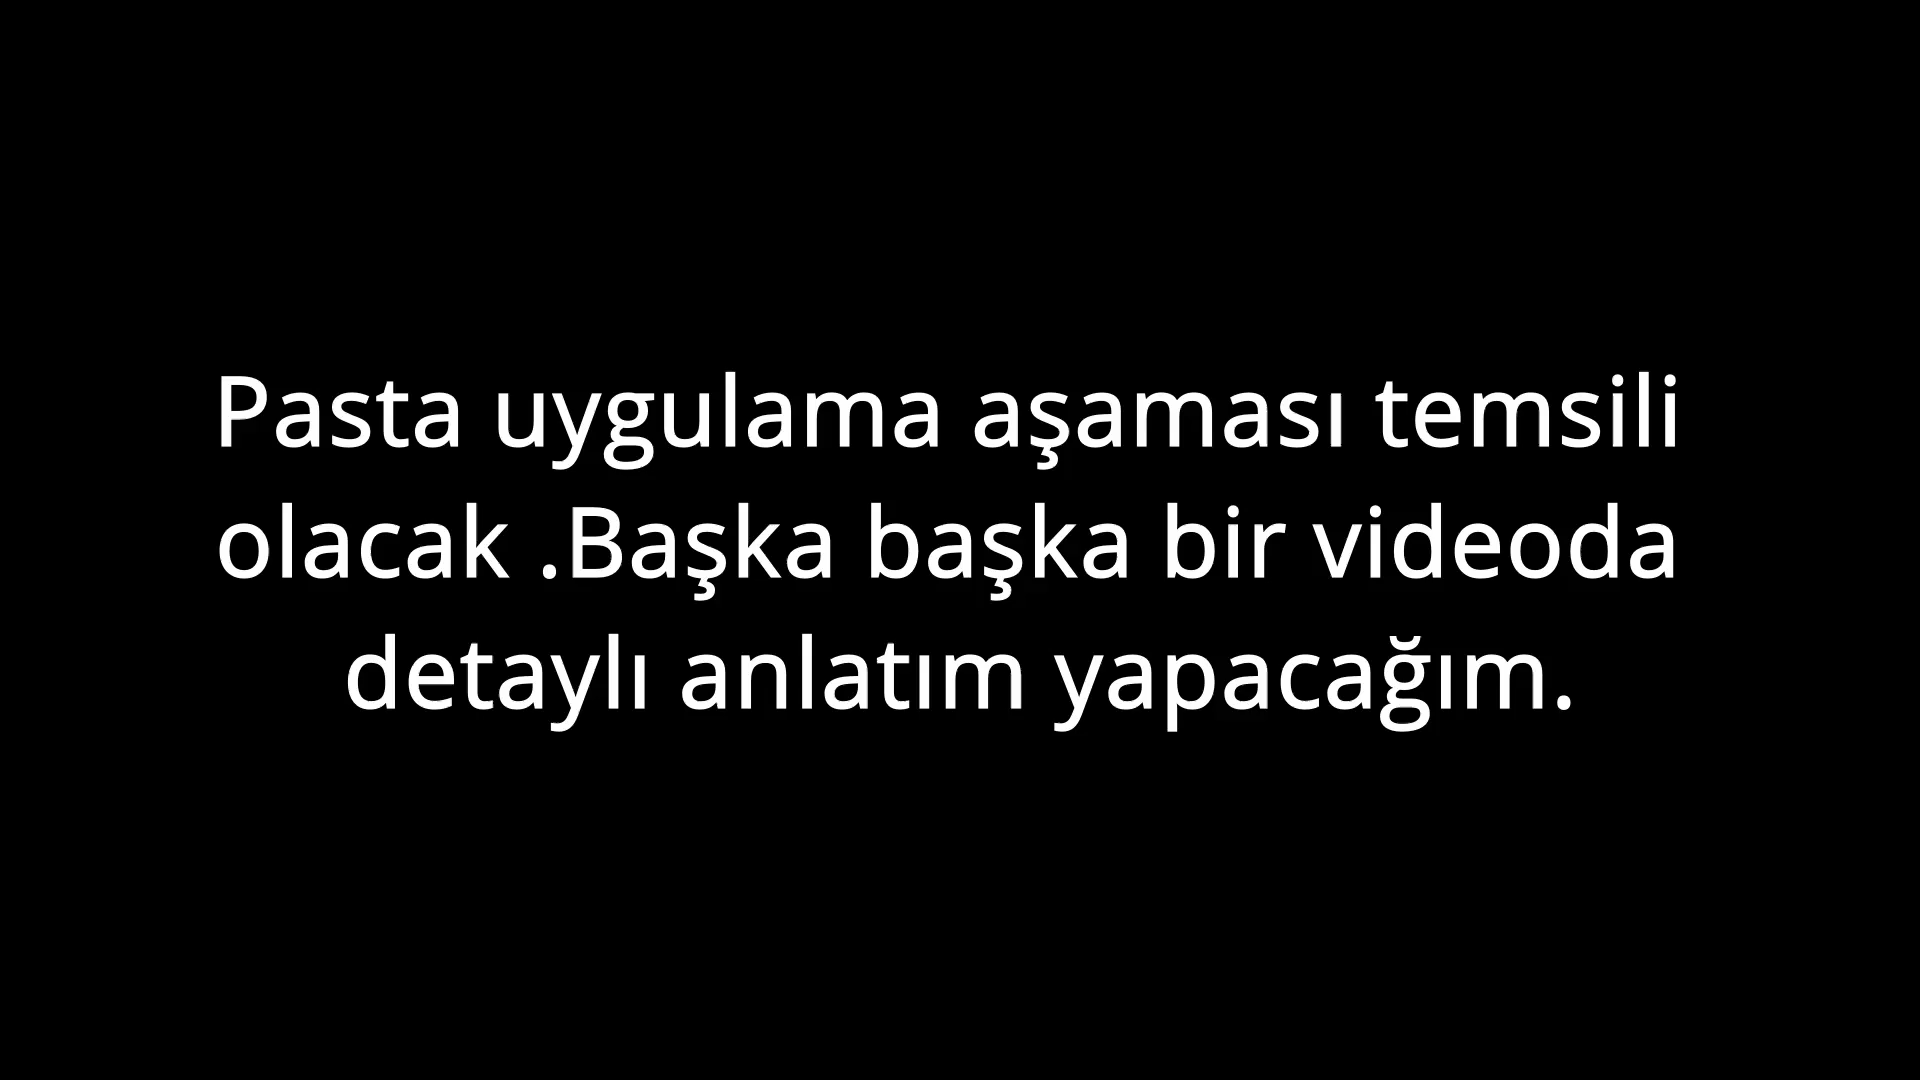 Pasta uygulama aşaması temsili
olacak .Başka başka bir videoda
detaylı anlatım yapacağım.